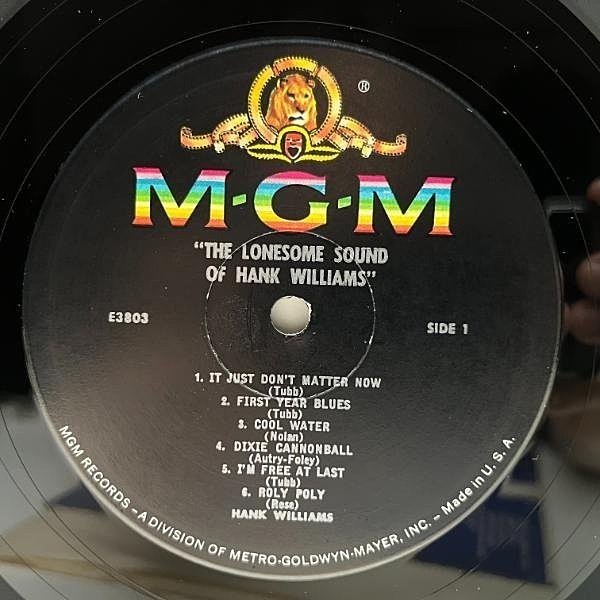 ®
M-G-M
"THE LONESOME SOUND
OF HANK WILLIAMS"
E3803
SIDE 1
1. IT JUST DON'T MATTER NOW
(Tubb)
2. FIRST YEAR BLUES
(Tubb)
3. COOL WATER
(Nolan)
4. DIXIE CANNONBALL
(Autry-Foley)
5. I'M FREE AT LAST
(Tubb)
6. ROLY POLY
(Rose)
HANK WILLIAMS
MGM RECORDS – A DIVISION OF METRO-GOLDWYN-MAYER, INC. – Made in U. S. A.